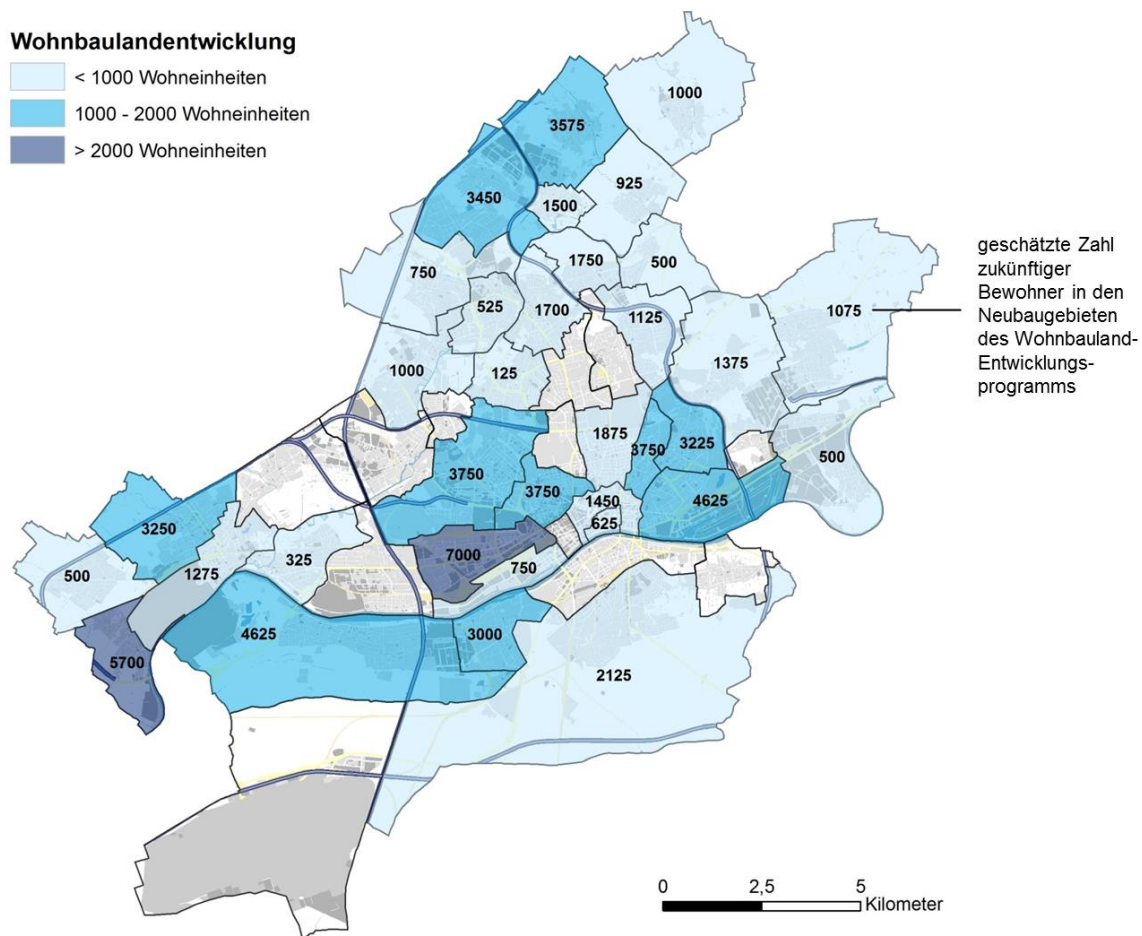 Wohnbaulandentwicklung
< 1000 Wohneinheiten
1000 - 2000 Wohneinheiten
> 2000 Wohneinheiten
1000
3575
925
3450
1500
750
1750
500
525
1700
1125
1075
1375
1000
125
1875
3750
3225
500
3750
3750
4625
1450
625
3250
7000
325
750
500
1275
4625
3000
5700
2125
geschätzte Zahl
zukünftiger
Bewohner in den
Neubaugebieten
des Wohnbauland-
Entwicklungs-
programms
0 2,5 5
Kilometer